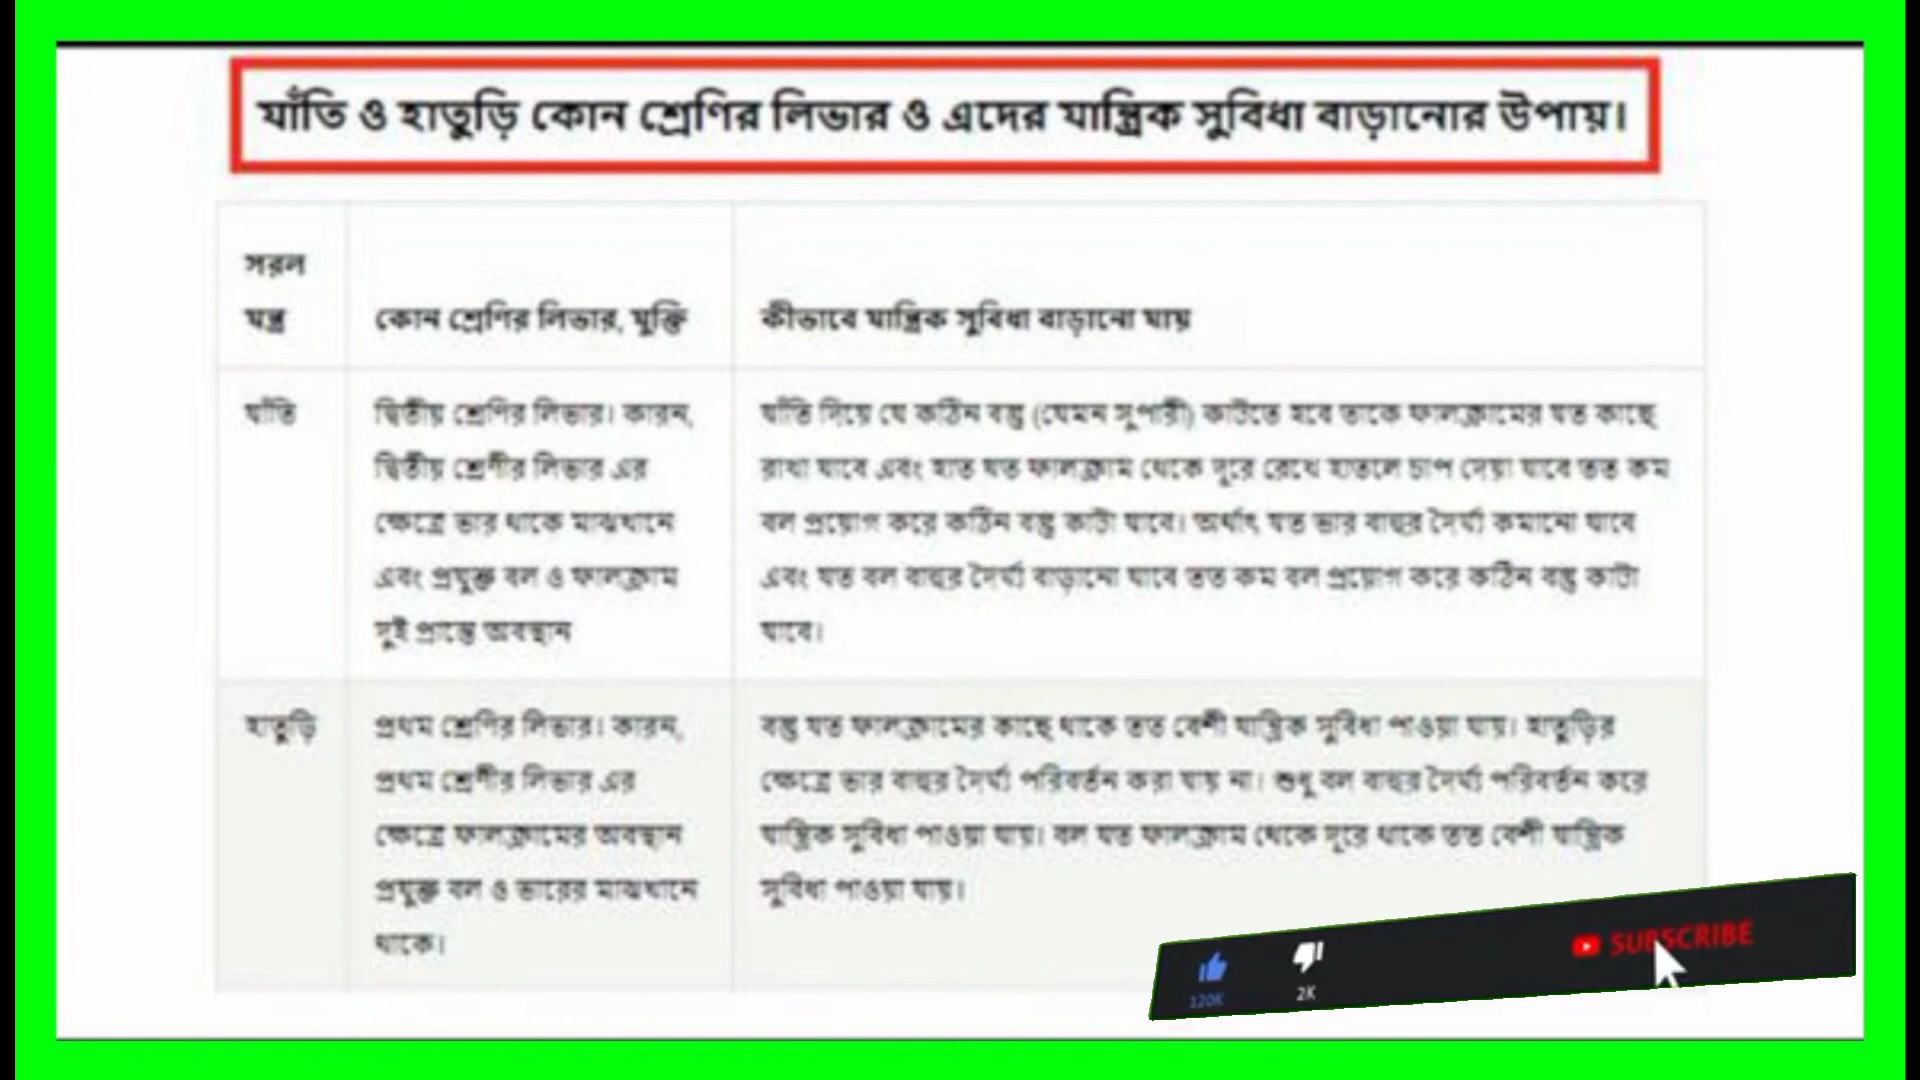 যাঁতি ও হাতুড়ি কোন শ্রেণির লিভার ও এদের যান্ত্রিক সুবিধা বাড়ানোর উপায়।
সরল
যন্ত্র
কোন শ্রেণির লিভার, যুক্তি
কীভাবে যান্ত্রিক সুবিধা বাড়ানো যায়
যাঁতি
দ্বিতীয় শ্রেণির লিভার। কারন,
দ্বিতীয় শ্রেণীর লিভার এর
ক্ষেত্রে ভার থাকে মাঝখানে
এবং প্রযুক্ত বল ও ফালক্রাম
দুই প্রান্তে অবস্থান
যাঁতি দিয়ে যে কঠিন বস্তু (যেমন সুপারী) কাটতে হবে তাকে ফালক্রামের যত কাছে
রাখা যাবে এবং হাত যত ফালক্রাম থেকে দূরে রেখে হাতলে চাপ দেয়া যাবে তত কম
বল প্রয়োগ করে কঠিন বস্তু কাটা যাবে। অর্থাৎ যত ভার বাহুর দৈর্ঘ্য কমানো যাবে
এবং যত বল বাহুর দৈর্ঘ্য বাড়ানো যাবে তত কম বল প্রয়োগ করে কঠিন বস্তু কাটা
যাবে।
হাতুড়ি
প্রথম শ্রেণির লিভার। কারন,
প্রথম শ্রেণীর লিভার এর
ক্ষেত্রে ফালক্রামের অবস্থান
প্রযুক্ত বল ও ভারের মাঝখানে
থাকে।
বস্তু যত ফালক্রামের কাছে থাকে তত বেশী যান্ত্রিক সুবিধা পাওয়া যায়। হাতুড়ির
ক্ষেত্রে ভার বাহুর দৈর্ঘ্য পরিবর্তন করা যায় না। শুধু বল বাহুর দৈর্ঘ্য পরিবর্তন করে
যান্ত্রিক সুবিধা পাওয়া যায়। বল যত ফালক্রাম থেকে দূরে থাকে তত বেশী যান্ত্রিক
সুবিধা পাওয়া যায়।
120K
2K
SUBSCRIBE